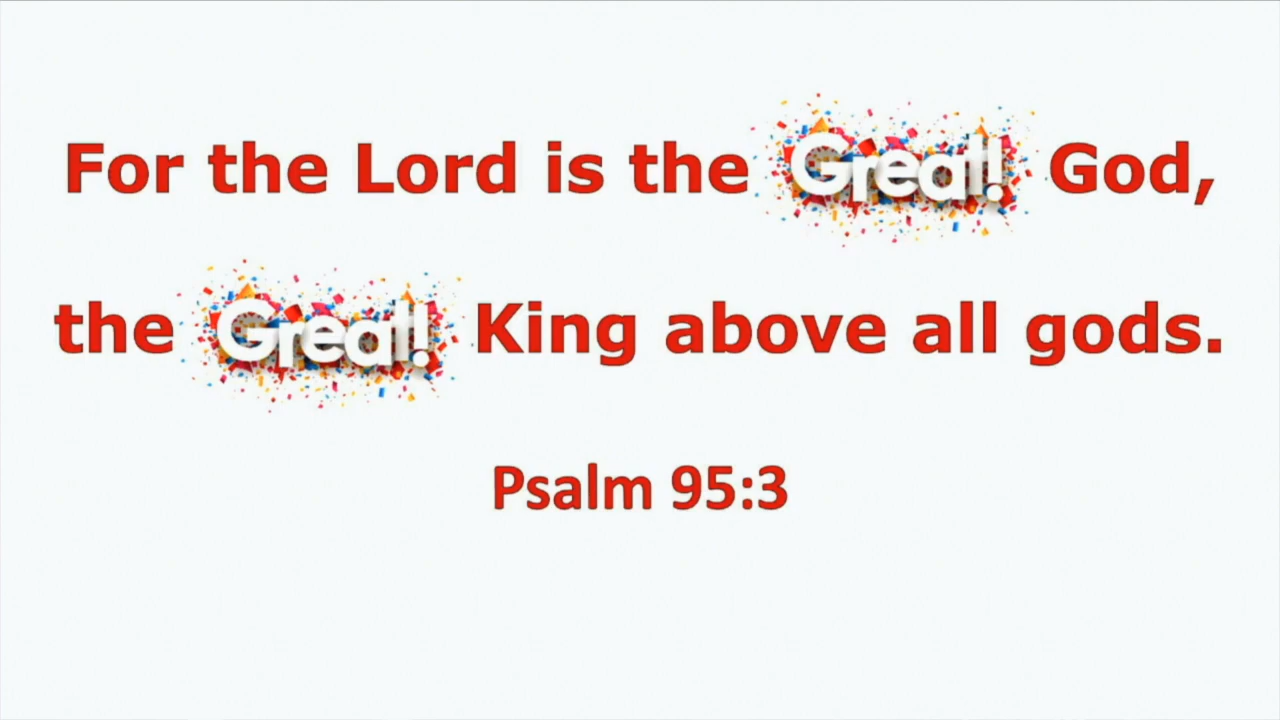 For the Lord is the Great! God,
the Great! King above all gods.
Psalm 95:3